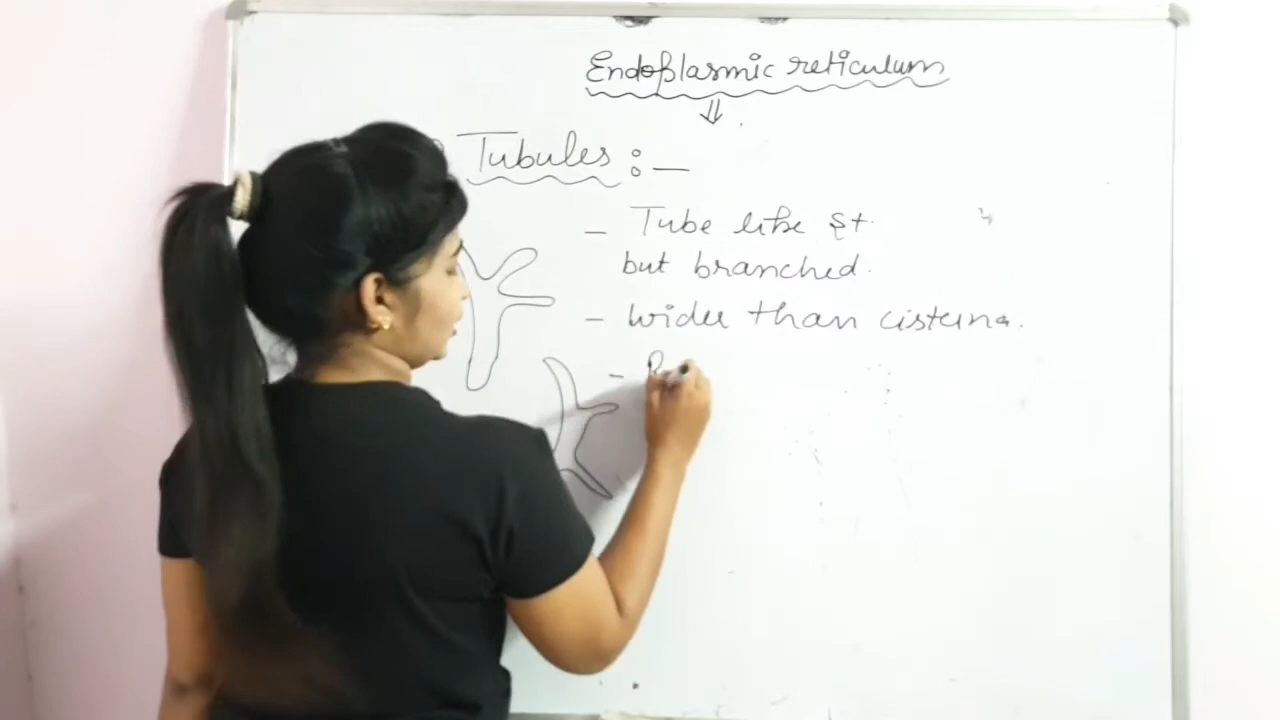 Endoplasmic reticulum
⇓
Tubules :—
– Tube like st.
but branched.
– wider than cisterna.
–